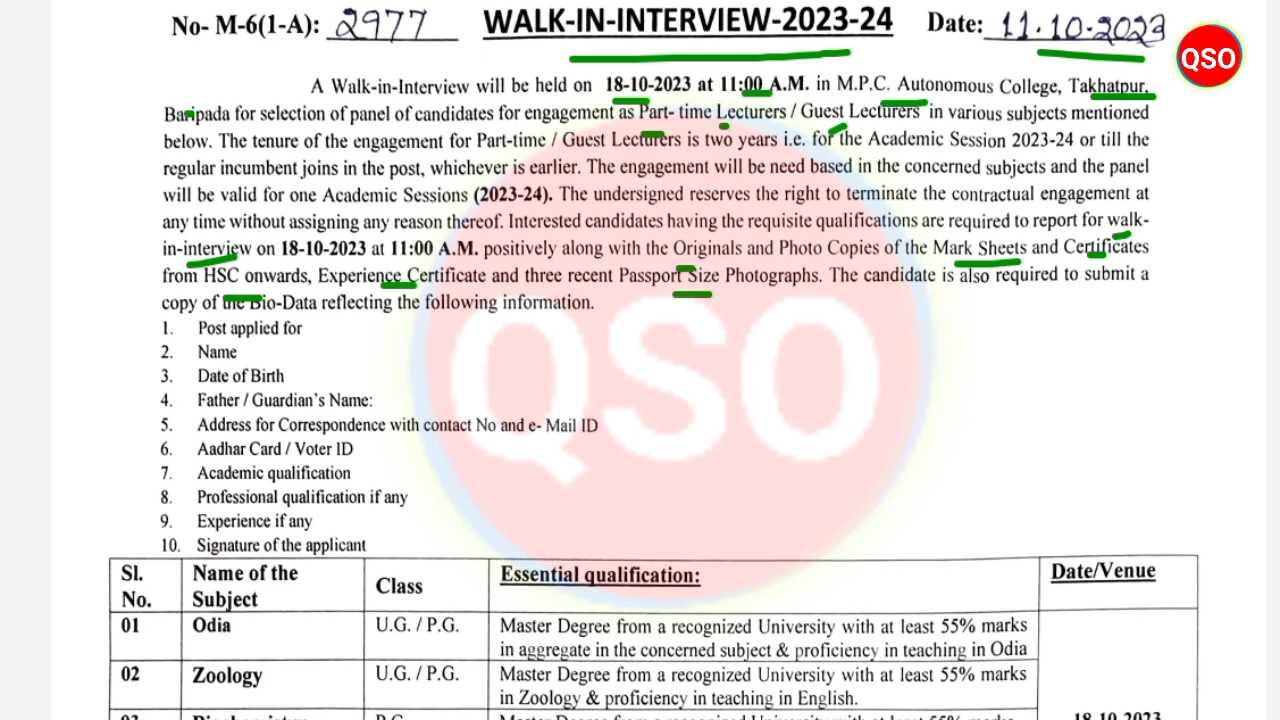 No- M-6(1-A): 2977 WALK-IN-INTERVIEW-2023-24 Date: 11.10.2023
QSO
A Walk-in-Interview will be held on 18-10-2023 at 11:00 A.M. in M.P.C. Autonomous College, Takhatpur,
Baripada for selection of panel of candidates for engagement as Part- time Lecturers / Guest Lecturers in various subjects mentioned
below. The tenure of the engagement for Part-time / Guest Lecturers is two years i.e. for the Academic Session 2023-24 or till the
regular incumbent joins in the post, whichever is earlier. The engagement will be need based in the concerned subjects and the panel
will be valid for one Academic Sessions (2023-24). The undersigned reserves the right to terminate the contractual engagement at
any time without assigning any reason thereof. Interested candidates having the requisite qualifications are required to report for walk-
in-interview on 18-10-2023 at 11:00 A.M. positively along with the Originals and Photo Copies of the Mark Sheets and Certificates
from HSC onwards, Experience Certificate and three recent Passport Size Photographs. The candidate is also required to submit a
copy of the Bio-Data reflecting the following information.
1. Post applied for
2. Name
3. Date of Birth
4. Father / Guardian's Name:
5. Address for Correspondence with contact No and e- Mail ID
6. Aadhar Card / Voter ID
7. Academic qualification
8. Professional qualification if any
9. Experience if any
10. Signature of the applicant
QSO
Sl. No. Name of the Subject Class Essential qualification: Date/Venue
01 Odia U.G. / P.G. Master Degree from a recognized University with at least 55% marks
in aggregate in the concerned subject & proficiency in teaching in Odia
02 Zoology U.G. / P.G. Master Degree from a recognized University with at least 55% marks
in Zoology & proficiency in teaching in English.
18-10-2023